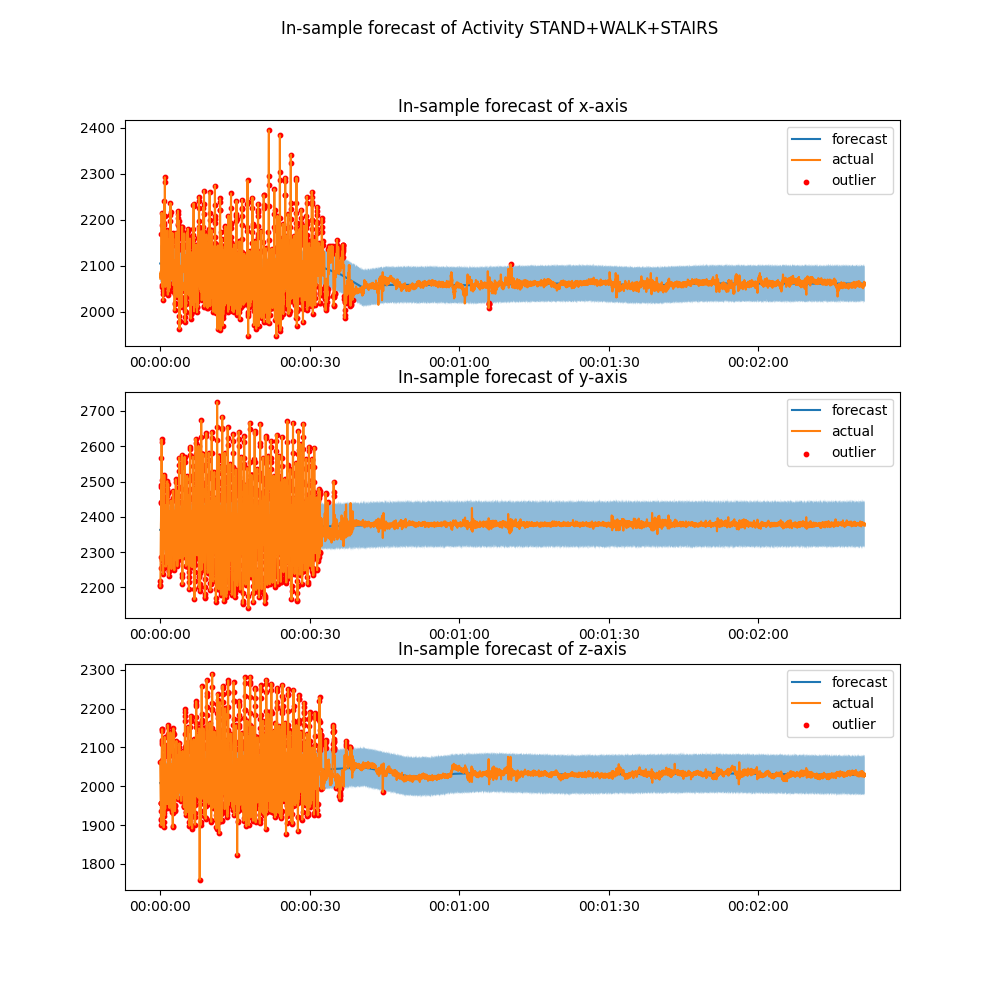 In-sample forecast of Activity STAND+WALK+STAIRS
In-sample forecast of x-axis
2400
2300
2200
2100
2000
forecast
actual
outlier
00:00:00 00:00:30 00:01:00 00:01:30 00:02:00
In-sample forecast of y-axis
2700
2600
2500
2400
2300
2200
forecast
actual
outlier
00:00:00 00:00:30 00:01:00 00:01:30 00:02:00
In-sample forecast of z-axis
2300
2200
2100
2000
1900
1800
forecast
actual
outlier
00:00:00 00:00:30 00:01:00 00:01:30 00:02:00